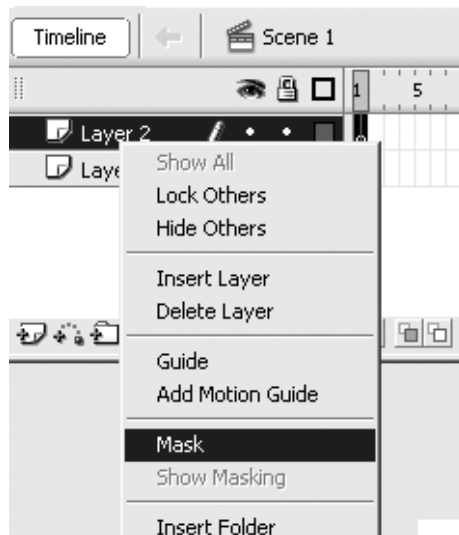 Timeline
Scene 1
1 5
Layer 2
Laye
Show All
Lock Others
Hide Others
Insert Layer
Delete Layer
Guide
Add Motion Guide
Mask
Show Masking
Insert Folder